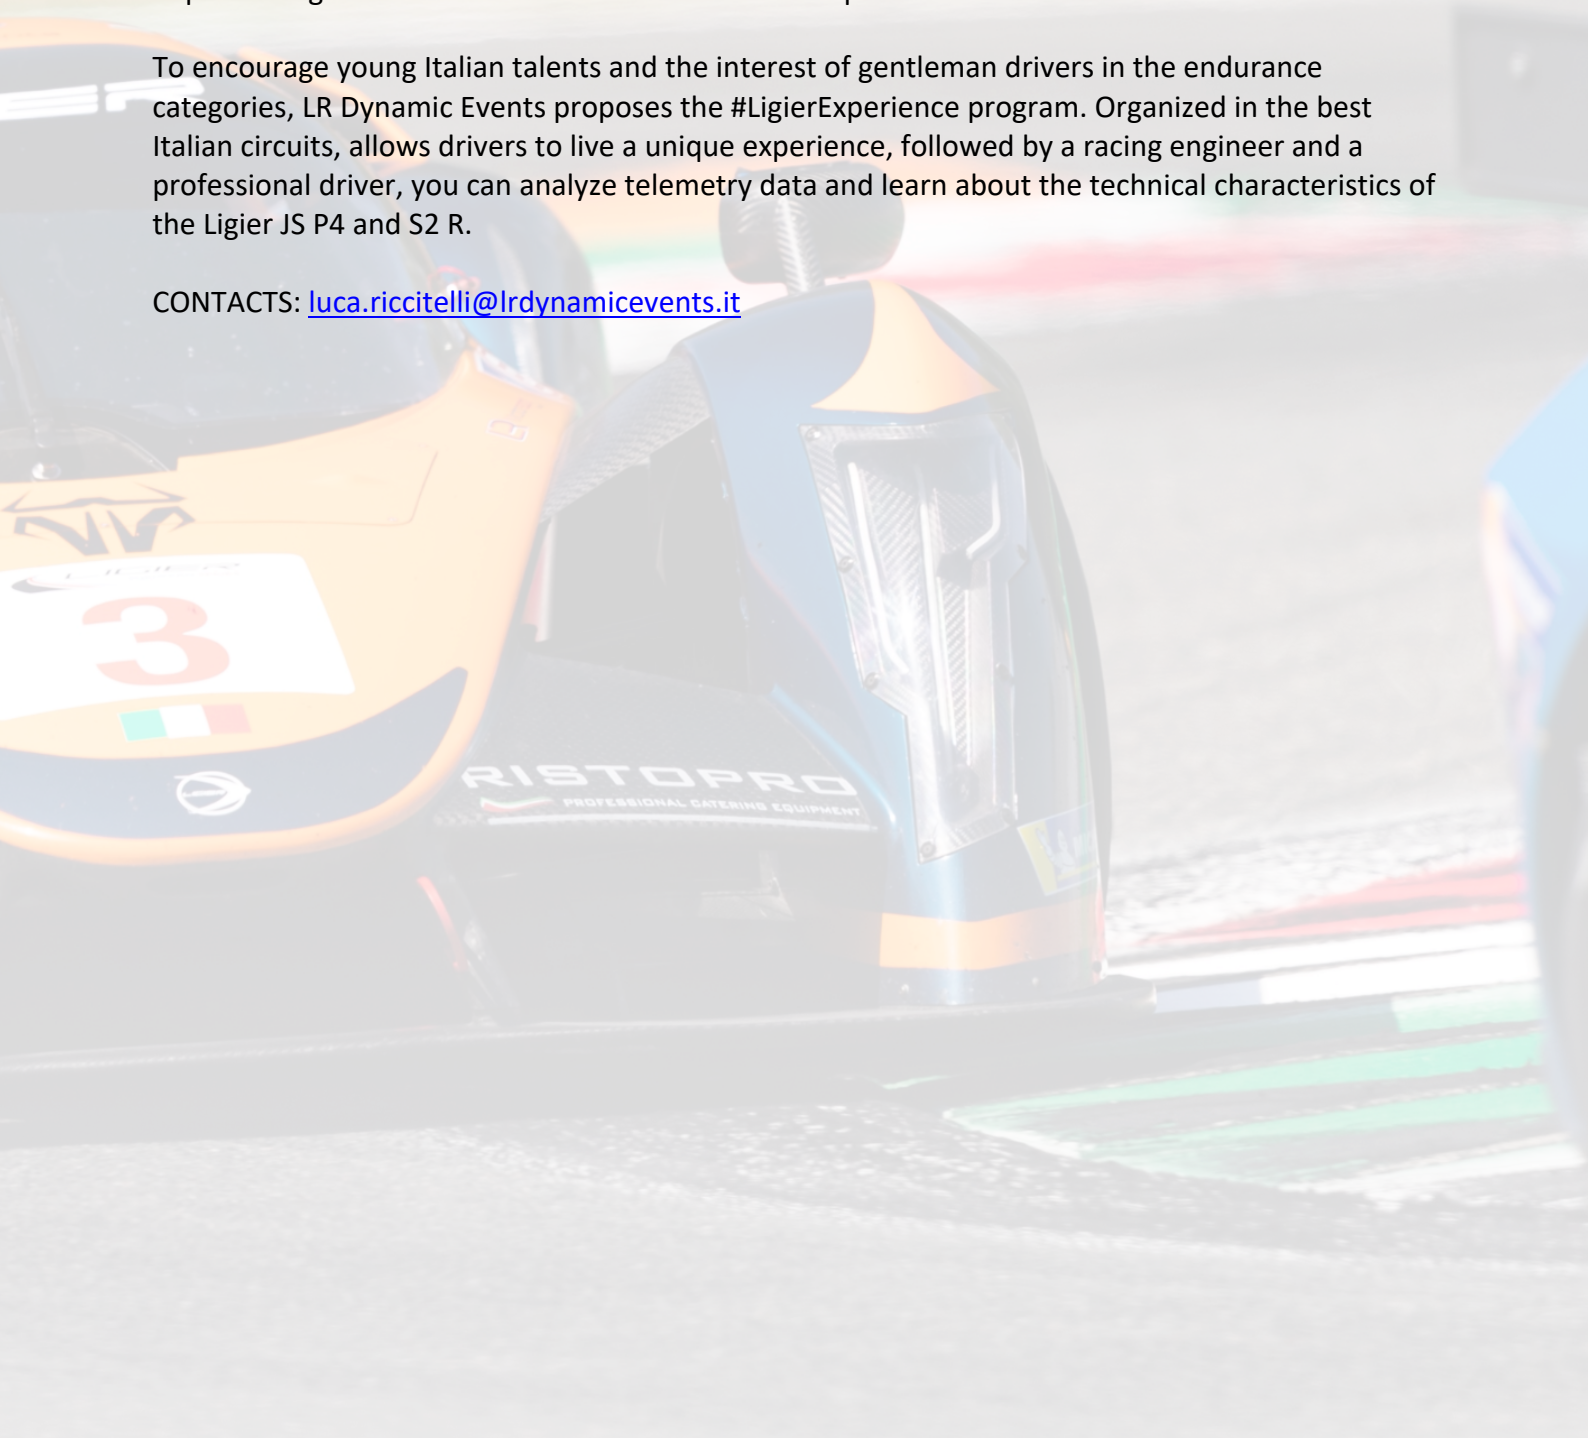 To encourage young Italian talents and the interest of gentleman drivers in the endurance
categories, LR Dynamic Events proposes the #LigierExperience program. Organized in the best
Italian circuits, allows drivers to live a unique experience, followed by a racing engineer and a
professional driver, you can analyze telemetry data and learn about the technical characteristics of
the Ligier JS P4 and S2 R.
CONTACTS: luca.riccitelli@lrdynamicevents.it
LIGIER
3
RISTOPRO
PROFESSIONAL CATERING EQUIPMENT